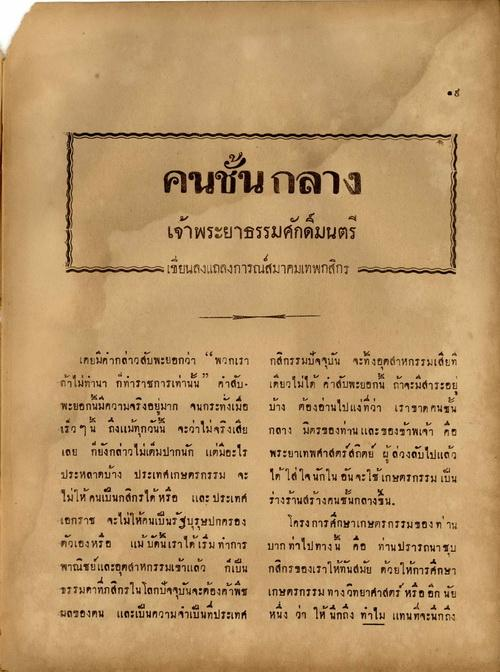 ๑๙
คนชั้นกลาง
เจ้าพระยาธรรมศักดิ์มนตรี
เขียนลงแถลงการณ์สมาคมเทพกสิกร
เคยมีคำกล่าวสัพะยอกว่า “พวกเรา
ถ้าไม่ทำนา ก็ทำราชการเท่านั้น” คำสับ-
พะยอกนี้มีความจริงอยู่มาก จนกระทั่งเมื่อ
เร็วๆนี้ ถึงแม้ทุกวันนี้ จะว่าไม่จริงเสีย
เลย ก็ยังกล่าวไม่เต็มปากนัก แต่มีอะไร
ประหลาดบ้าง ประเทศเกษตรกรรม จะ
ไม่ให้คนเป็นกสิกรได้หรือ และประเทศ
เอกราช จะไม่ให้คนเป็นรัฐบุรุษปกครอง
ตัวเองหรือ แม้บัดนี้เราได้เริ่มทำการ
พาณิชย์และอุตสาหกรรมเข้าแล้ว ก็เป็น
ธรรมดาที่กสิกรในโลกปัจจุบันจะต้องค้าพืช
ผลของตน และเป็นความจำเป็นที่ประเทศ
กสิกรรมปัจจุบัน จะทิ้งอุตสาหกรรมเสียที
เดียวไม่ได้ คำสัพะยอกนี้ ถ้าจะมีสาระอยู่
บ้าง ต้องอ่านไปแง่ที่ว่า เราขาดคนชั้น
กลาง มิตรของท่านและของข้าพเจ้า คือ
พระยาเทพศาสตร์สถิตย์ ผู้ล่วงลับไปแล้ว
ได้ใส่ใจนักในอันจะใช้เกษตรกรรม เป็น
ร่างร้านสร้างคนชั้นกลางขึ้น.
โครงการศึกษาเกษตรกรรมของท่าน
บากท่าไปทางนี้ คือ ท่านปรารถนาชุบ
กสิกรของเราให้ทันสมัย ด้วยให้การศึกษา
เกษตรกรรมทางวิทยาศาสตร์ หรืออีกนัย
หนึ่ง ว่า ให้นึกถึง ทำไม แทนที่จะนึกถึง